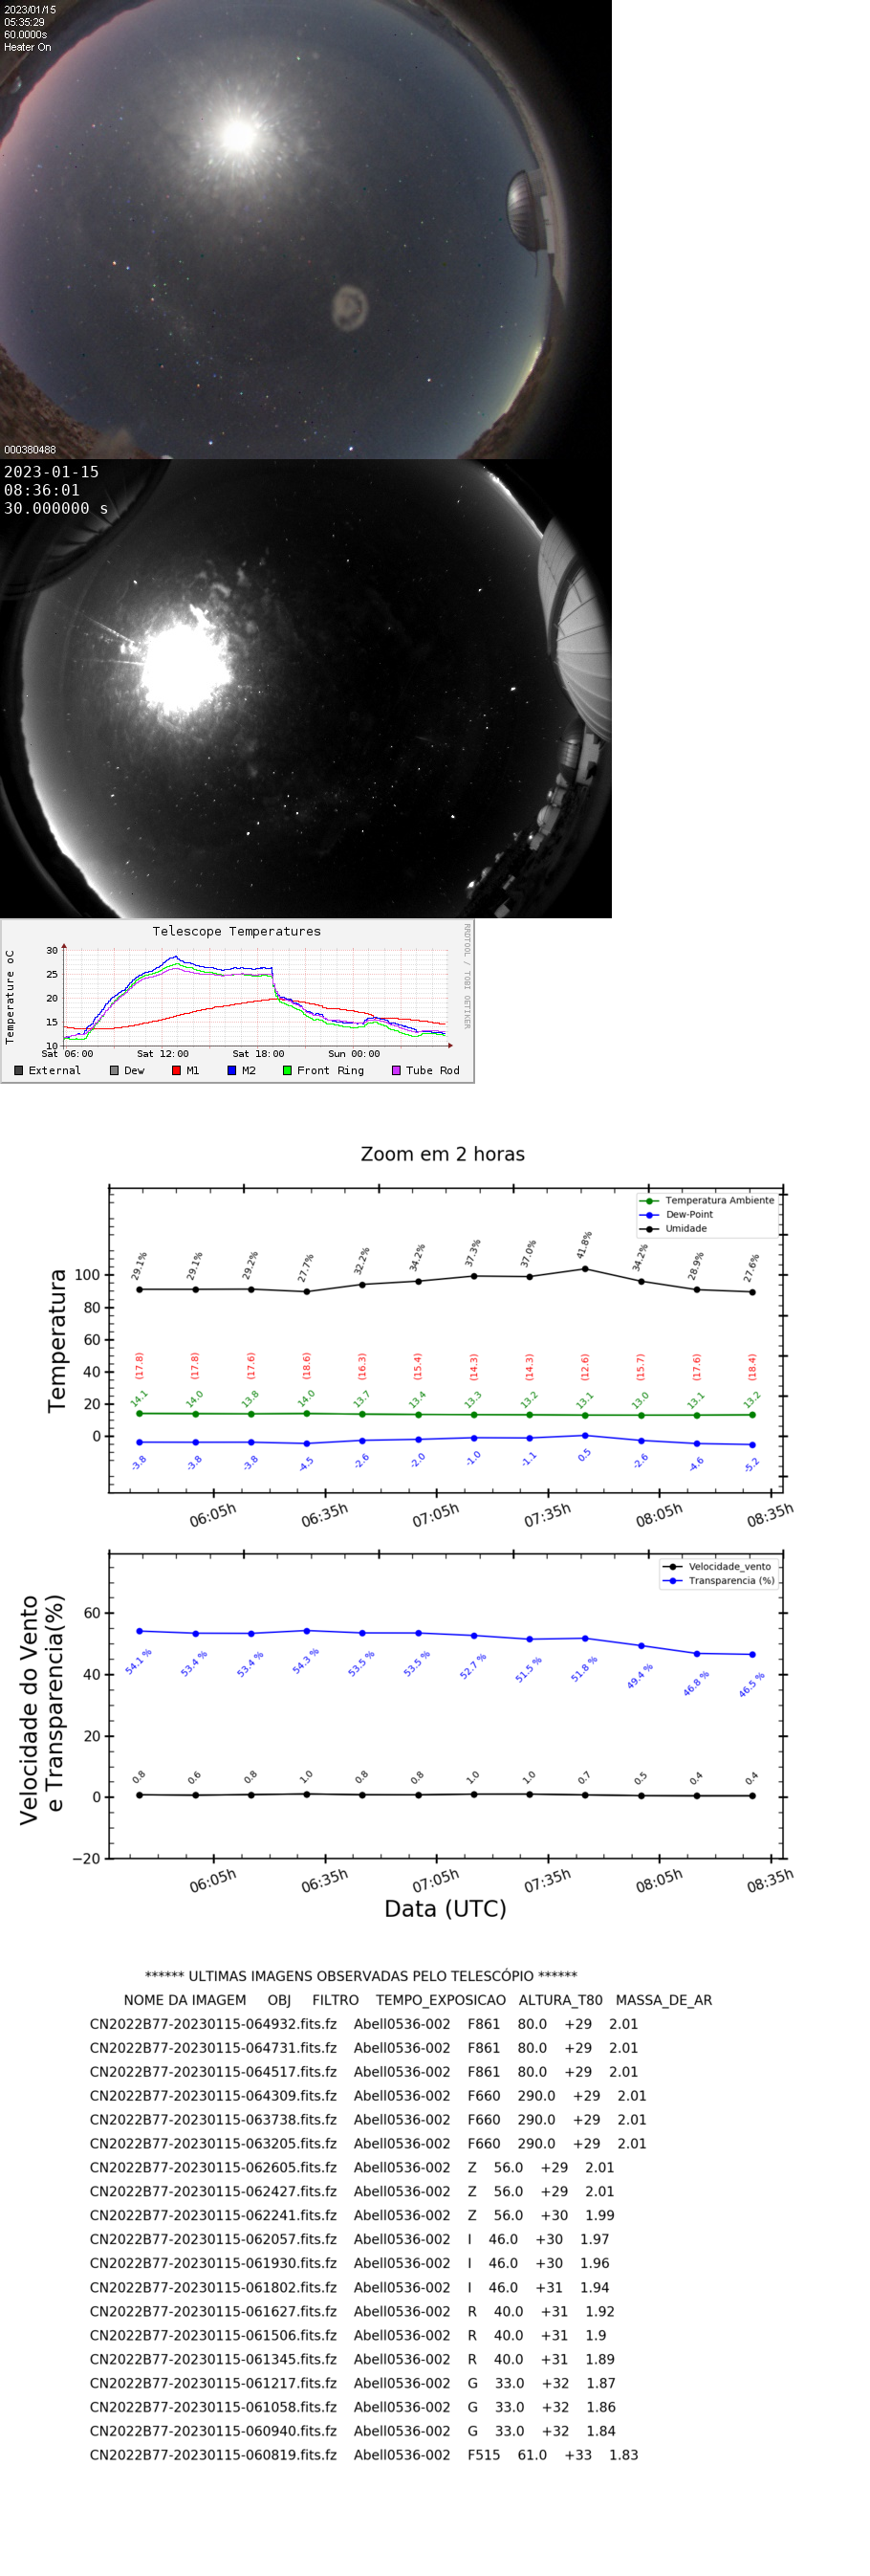 2023/01/15
05:35:29
60.0000s
Heater On
000380488
2023-01-15
08:36:01
30.000000 s
Telescope Temperatures
RRDTOOL / TOBI OETIKER
Temperature oC
30
25
20
15
10
Sat 06:00 Sat 12:00 Sat 18:00 Sun 00:00
External Dew M1 M2 Front Ring Tube Rod
Zoom em 2 horas
Temperatura Ambiente
Dew-Point
Umidade
Temperatura
100
80
60
40
20
0
29.1% 29.1% 29.2% 27.7% 32.2% 34.2% 37.3% 37.0% 41.8% 34.2% 28.9% 27.6%
(17.8) (17.8) (17.6) (18.6) (16.3) (15.4) (14.3) (14.3) (12.6) (15.7) (17.6) (18.4)
14.1 14.0 13.8 14.0 13.7 13.4 13.3 13.2 13.1 13.0 13.1 13.2
-3.8 -3.8 -3.8 -4.5 -2.6 -2.0 -1.0 -1.1 0.5 -2.6 -4.6 -5.2
06:05h 06:35h 07:05h 07:35h 08:05h 08:35h
Velocidade_vento
Transparencia (%)
Velocidade do Vento
e Transparencia(%)
60
40
20
0
−20
54.1 % 53.4 % 53.4 % 54.3 % 53.5 % 53.5 % 52.7 % 51.5 % 51.8 % 49.4 % 46.8 % 46.5 %
0.8 0.6 0.8 1.0 0.8 0.8 1.0 1.0 0.7 0.5 0.4 0.4
06:05h 06:35h 07:05h 07:35h 08:05h 08:35h
Data (UTC)
****** ULTIMAS IMAGENS OBSERVADAS PELO TELESCÓPIO ******
NOME DA IMAGEM OBJ FILTRO TEMPO_EXPOSICAO ALTURA_T80 MASSA_DE_AR
CN2022B77-20230115-064932.fits.fz Abell0536-002 F861 80.0 +29 2.01
CN2022B77-20230115-064731.fits.fz Abell0536-002 F861 80.0 +29 2.01
CN2022B77-20230115-064517.fits.fz Abell0536-002 F861 80.0 +29 2.01
CN2022B77-20230115-064309.fits.fz Abell0536-002 F660 290.0 +29 2.01
CN2022B77-20230115-063738.fits.fz Abell0536-002 F660 290.0 +29 2.01
CN2022B77-20230115-063205.fits.fz Abell0536-002 F660 290.0 +29 2.01
CN2022B77-20230115-062605.fits.fz Abell0536-002 Z 56.0 +29 2.01
CN2022B77-20230115-062427.fits.fz Abell0536-002 Z 56.0 +29 2.01
CN2022B77-20230115-062241.fits.fz Abell0536-002 Z 56.0 +30 1.99
CN2022B77-20230115-062057.fits.fz Abell0536-002 I 46.0 +30 1.97
CN2022B77-20230115-061930.fits.fz Abell0536-002 I 46.0 +30 1.96
CN2022B77-20230115-061802.fits.fz Abell0536-002 I 46.0 +31 1.94
CN2022B77-20230115-061627.fits.fz Abell0536-002 R 40.0 +31 1.92
CN2022B77-20230115-061506.fits.fz Abell0536-002 R 40.0 +31 1.9
CN2022B77-20230115-061345.fits.fz Abell0536-002 R 40.0 +31 1.89
CN2022B77-20230115-061217.fits.fz Abell0536-002 G 33.0 +32 1.87
CN2022B77-20230115-061058.fits.fz Abell0536-002 G 33.0 +32 1.86
CN2022B77-20230115-060940.fits.fz Abell0536-002 G 33.0 +32 1.84
CN2022B77-20230115-060819.fits.fz Abell0536-002 F515 61.0 +33 1.83